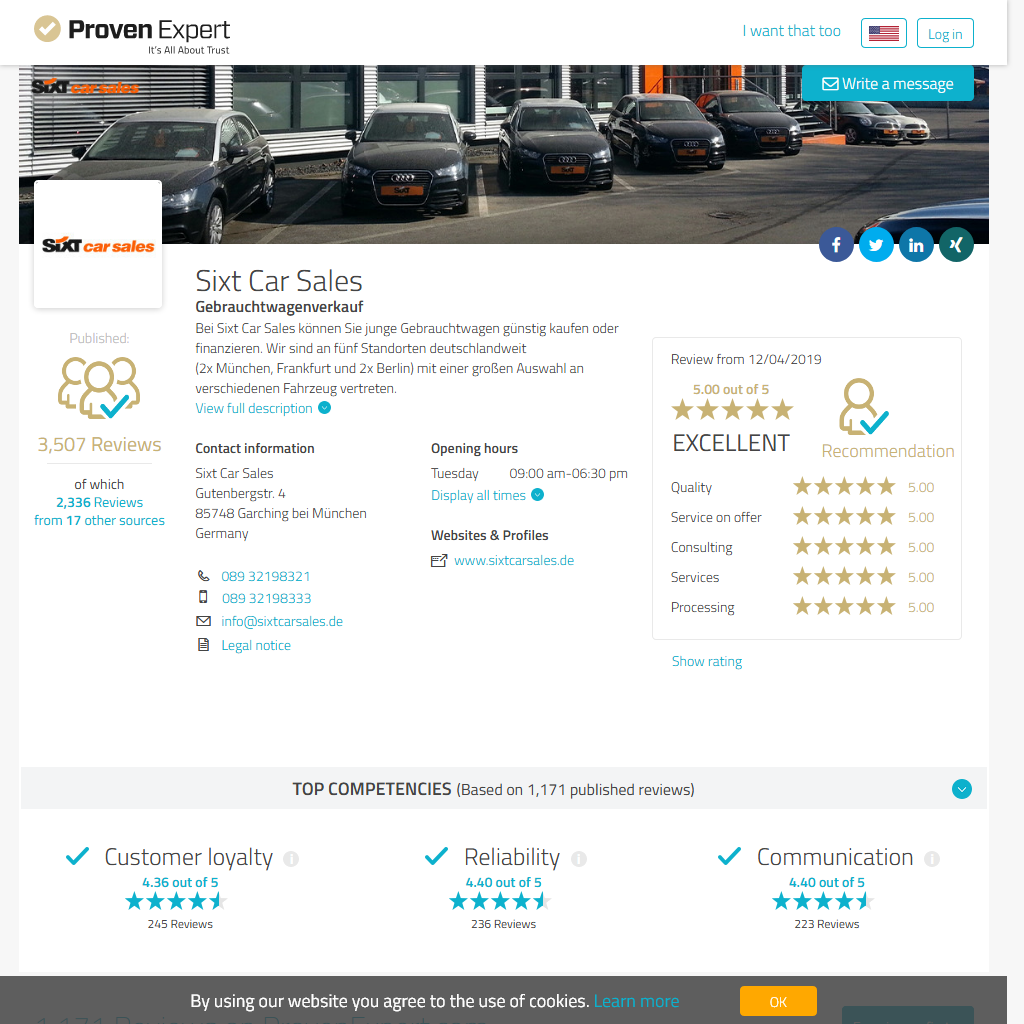 Proven Expert
It's All About Trust
I want that too
Log in
SIXT car sales
Write a message
SIXT
SIXT car sales
Sixt Car Sales
Gebrauchtwagenverkauf
Bei Sixt Car Sales können Sie junge Gebrauchtwagen günstig kaufen oder
finanzieren. Wir sind an fünf Standorten deutschlandweit
(2x München, Frankfurt und 2x Berlin) mit einer großen Auswahl an
verschiedenen Fahrzeug vertreten.
View full description
Published:
3,507 Reviews
of which
2,336 Reviews
from 17 other sources
Contact information
Sixt Car Sales
Gutenbergstr. 4
85748 Garching bei München
Germany
089 32198321
089 32198333
info@sixtcarsales.de
Legal notice
Opening hours
Tuesday 09:00 am-06:30 pm
Display all times
Websites & Profiles
www.sixtcarsales.de
Review from 12/04/2019
5.00 out of 5
EXCELLENT
Recommendation
Quality 5.00
Service on offer 5.00
Consulting 5.00
Services 5.00
Processing 5.00
Show rating
TOP COMPETENCIES (Based on 1,171 published reviews)
Customer loyalty
4.36 out of 5
245 Reviews
Reliability
4.40 out of 5
236 Reviews
Communication
4.40 out of 5
223 Reviews
By using our website you agree to the use of cookies. Learn more
OK